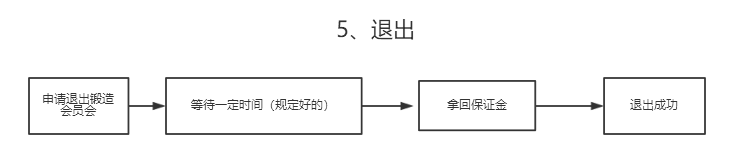 5、退出
申请退出锻造
会员会
等待一定时间（规定好的）
拿回保证金
退出成功